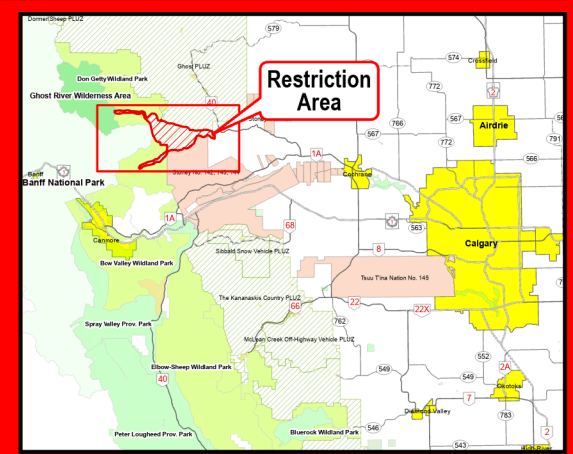 Dormer/Sheep PLUZ
579
574
Crossfield
Ghost PLUZ
Don Getty Wildland Park
Restriction
Area
2
772
Ghost River Wilderness Area
40
766
567
Airdrie
567
791
772
566
1A
Banff
1
Banff National Park
Stoney No. 142, 143, 144
Cochrane
1A
68
1
563
Canmore
Calgary
8
Sibbald Snow Vehicle PLUZ
Bow Valley Wildland Park
Tsuu T'ina Nation No. 145
The Kananaskis Country PLUZ
22
66
22X
Spray Valley Prov. Park
762
McLean Creek Off-Highway Vehicle PLUZ
552
2A
Elbow-Sheep Wildland Park
549
549
40
Okotoks
7
Diamond Valley
783
546
2
Peter Lougheed Prov. Park
Bluerock Wildland Park
543
High River